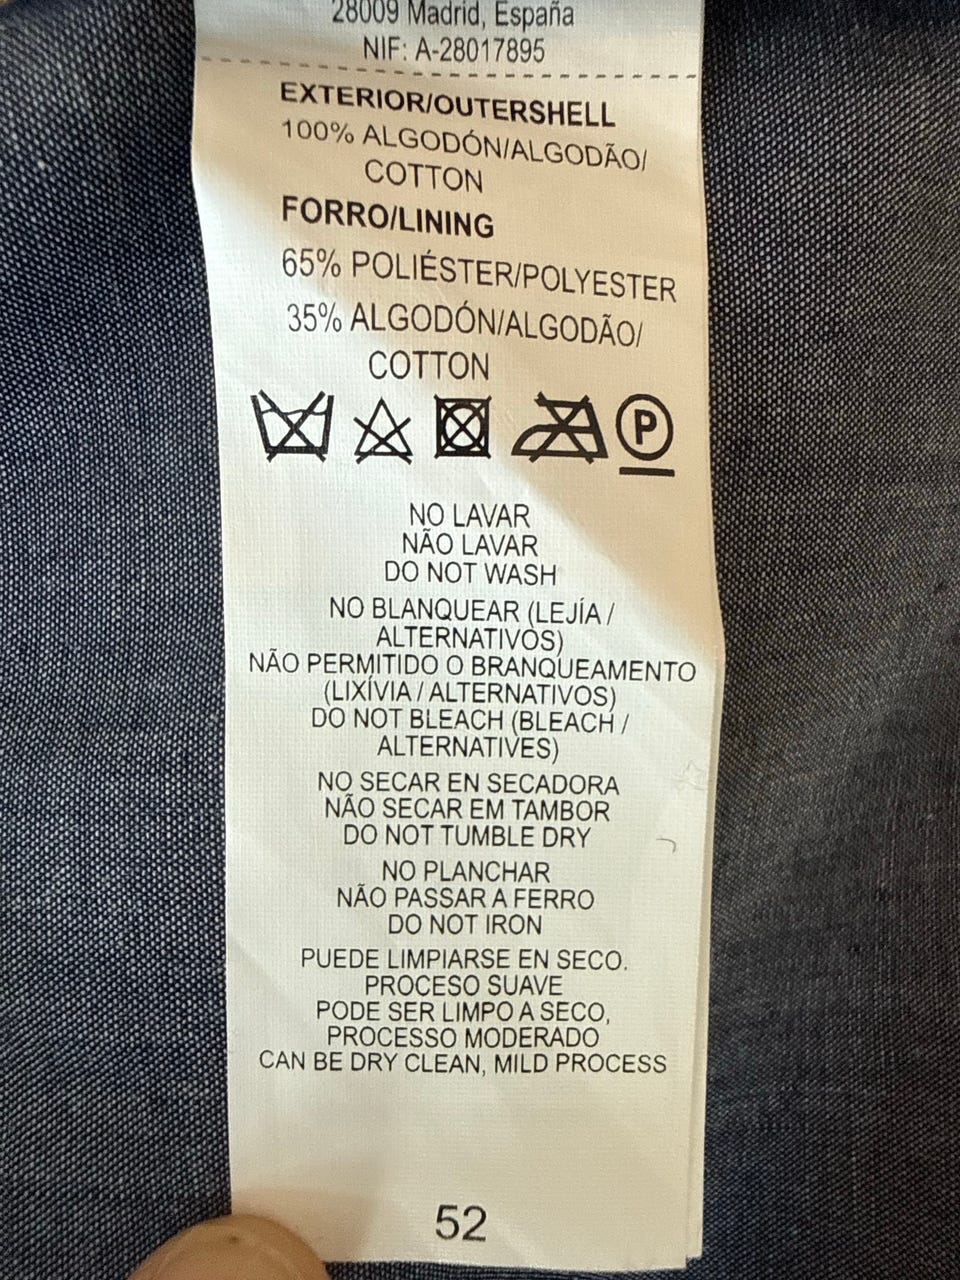 28009 Madrid, España
NIF: A-28017895
EXTERIOR/OUTERSHELL
100% ALGODÓN/ALGODÃO/
COTTON
FORRO/LINING
65% POLIÉSTER/POLYESTER
35% ALGODÓN/ALGODÃO/
COTTON
P
NO LAVAR
NÃO LAVAR
DO NOT WASH
NO BLANQUEAR (LEJÍA /
ALTERNATIVOS)
NÃO PERMITIDO O BRANQUEAMENTO
(LIXÍVIA / ALTERNATIVOS)
DO NOT BLEACH (BLEACH /
ALTERNATIVES)
NO SECAR EN SECADORA
NÃO SECAR EM TAMBOR
DO NOT TUMBLE DRY
NO PLANCHAR
NÃO PASSAR A FERRO
DO NOT IRON
PUEDE LIMPIARSE EN SECO.
PROCESO SUAVE
PODE SER LIMPO A SECO,
PROCESSO MODERADO
CAN BE DRY CLEAN, MILD PROCESS
52